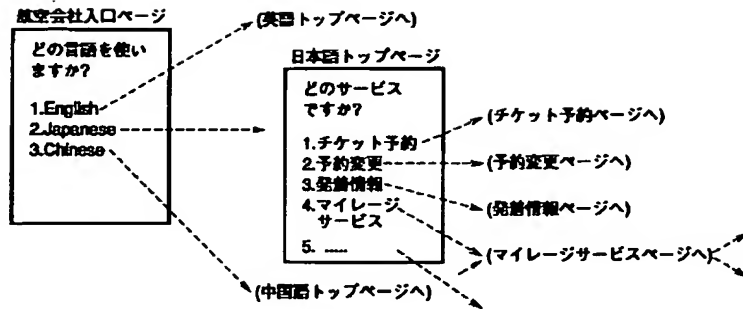 航空会社入口ページ
どの言語を使い
ますか?
1.English
2.Japanese
3.Chinese
(英語トップページへ)
日本語トップページ
どのサービス
ですか?
1.チケット予約
2.予約変更
3.発着情報
4.マイレージ
サービス
5. .....
(チケット予約ページへ)
(予約変更ページへ)
(発着情報ページへ)
(マイレージサービスページへ)
(中国語トップページへ)